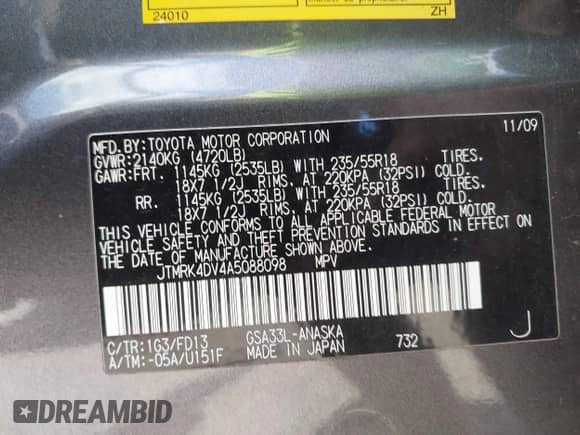 24010
ZH
MFD.BY:TOYOTA MOTOR CORPORATION 11/09
GVWR:2140KG (4720LB)
GAWR:FRT. 1145KG (2535LB) WITH 235/55R18 TIRES.
18X7 1/2J RIMS. AT 220KPA (32PSI) COLD.
RR. 1150KG (2535LB) WITH 235/55R18 TIRES.
18X7 1/2J RIMS. AT 220KPA (32PSI) COLD.
THIS VEHICLE CONFORMS TO ALL APPLICABLE FEDERAL MOTOR
VEHICLE SAFETY AND THEFT PREVENTION STANDARDS IN EFFECT ON
THE DATE OF MANUFACTURE SHOWN ABOVE.
JTMRK4DV4A5088098 MPV
C/TR:1G3/FD13 GSA33L-ANASKA 732
A/TM:-05A/U151F MADE IN JAPAN
J
DREAMBID